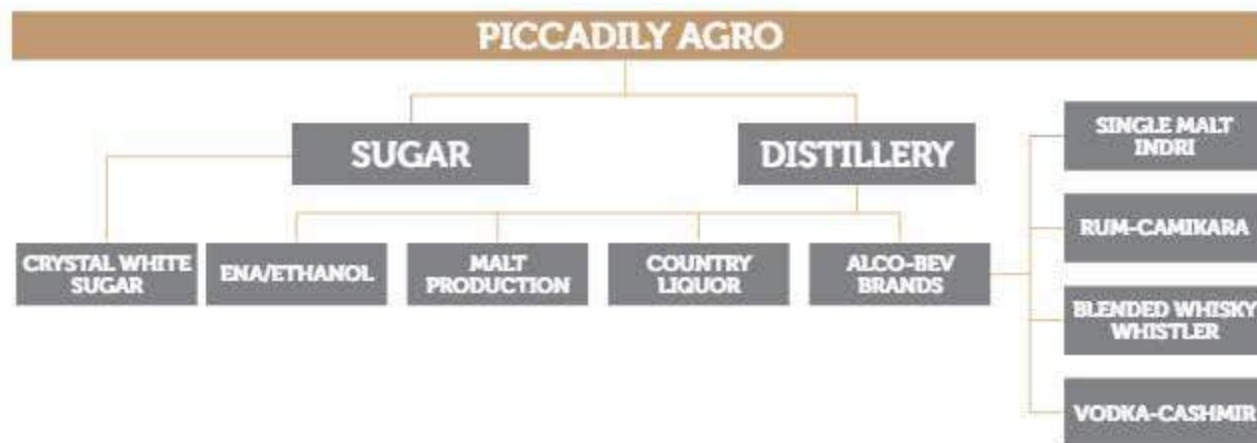 PICCADILY AGRO
SUGAR
DISTILLERY
CRYSTAL WHITE
SUGAR
ENA/ETHANOL
MALT
PRODUCTION
COUNTRY
LIQUOR
ALCO-BEV
BRANDS
SINGLE MALT
INDRI
RUM-CAMIKARA
BLENDED WHISKY
WHISTLER
VODKA-CASHMIR